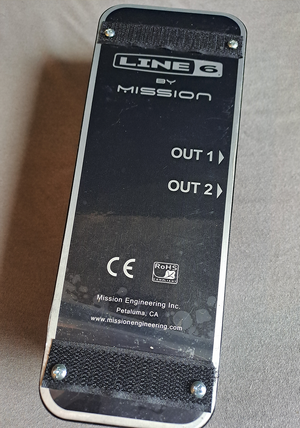 LINE 6
BY
MISSION
OUT 1
OUT 2
CE
RoHS
Mission Engineering Inc.
Petaluma, CA
www.missionengineering.com